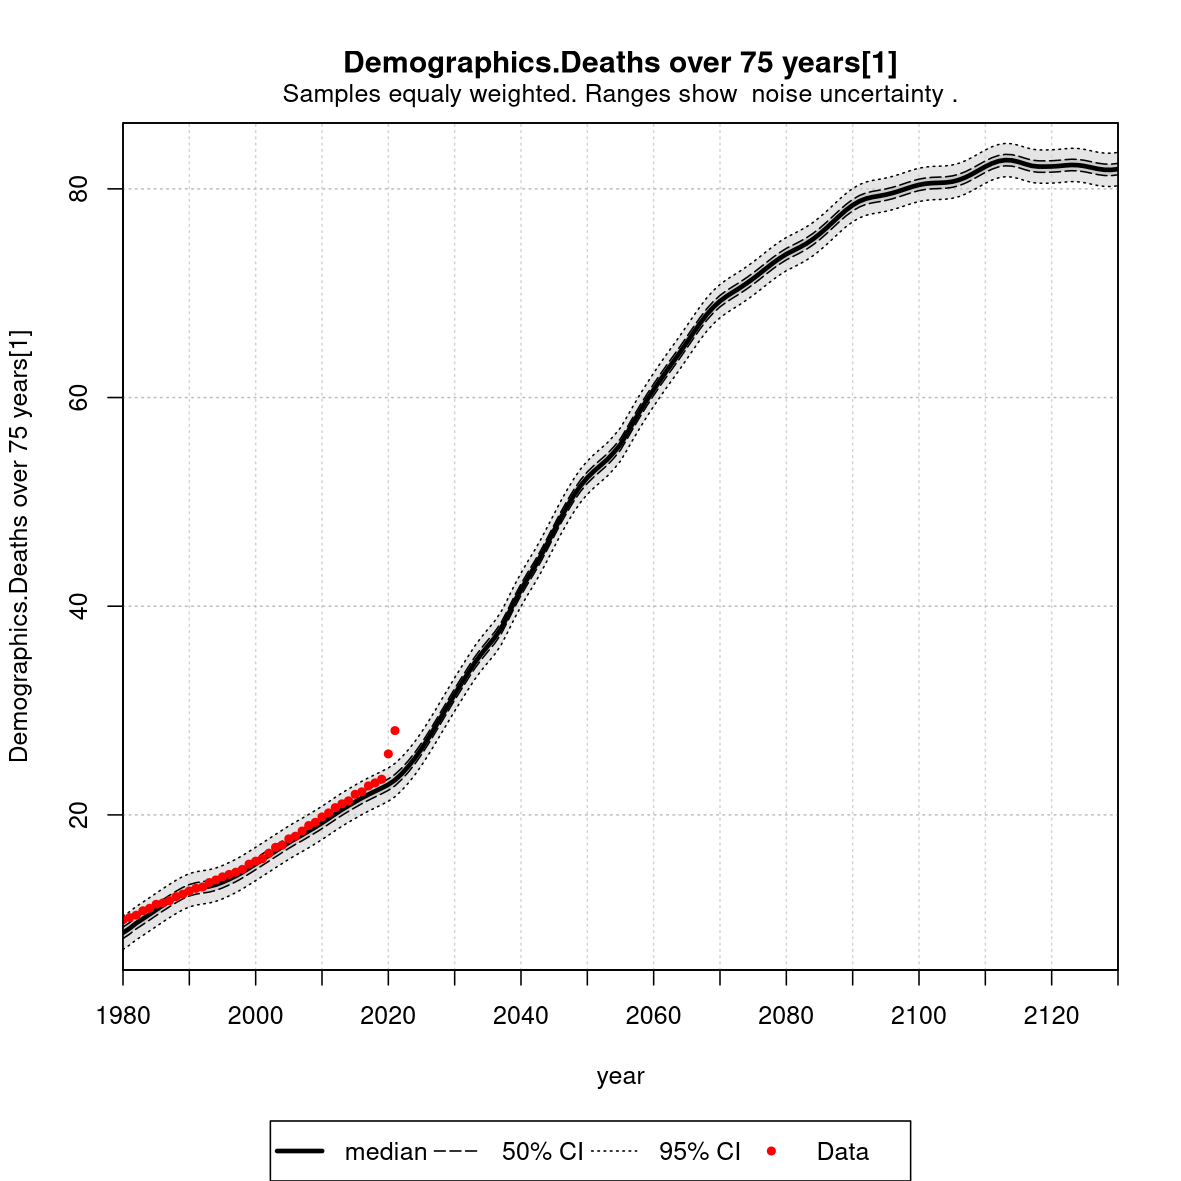 Demographics.Deaths over 75 years[1]
Samples equaly weighted. Ranges show  noise uncertainty .
Demographics.Deaths over 75 years[1]
80
60
40
20
1980 2000 2020 2040 2060 2080 2100 2120
year
median 50% CI 95% CI Data